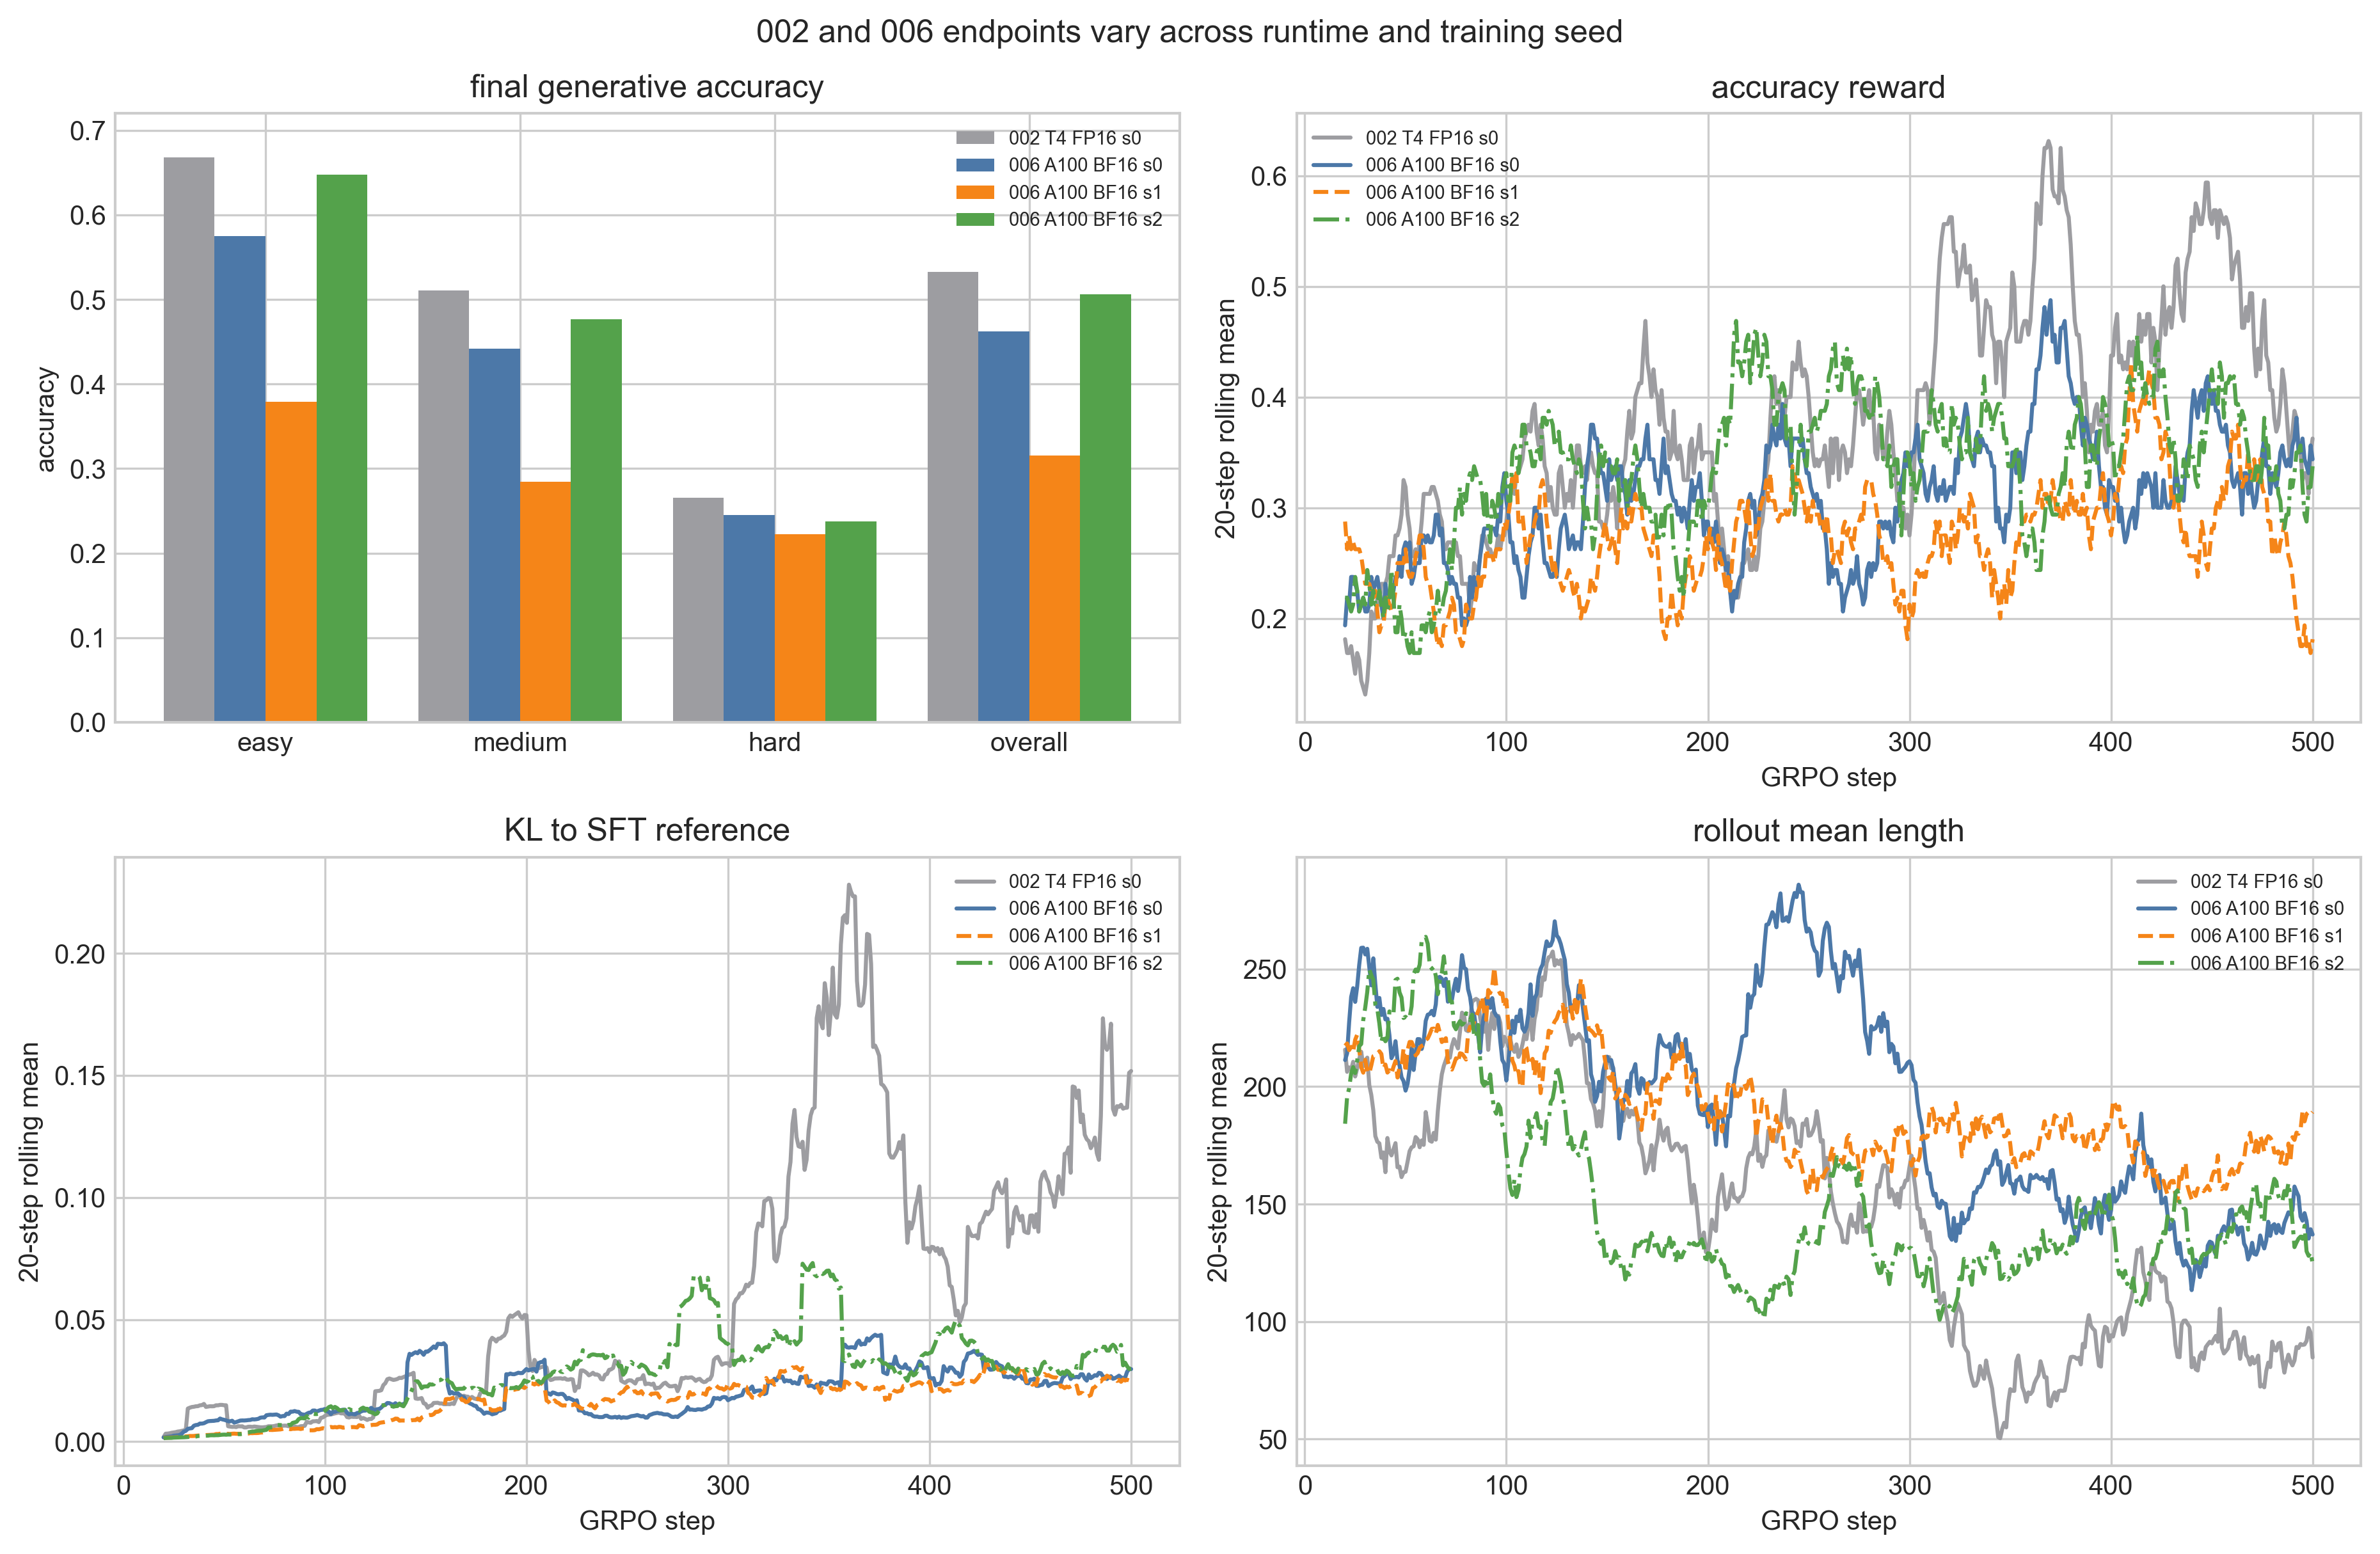 002 and 006 endpoints vary across runtime and training seed
final generative accuracy
accuracy
0.7
0.6
0.5
0.4
0.3
0.2
0.1
0.0
easy medium hard overall
002 T4 FP16 s0
006 A100 BF16 s0
006 A100 BF16 s1
006 A100 BF16 s2
accuracy reward
20-step rolling mean
0.6
0.5
0.4
0.3
0.2
0 100 200 300 400 500
GRPO step
002 T4 FP16 s0
006 A100 BF16 s0
006 A100 BF16 s1
006 A100 BF16 s2
KL to SFT reference
20-step rolling mean
0.20
0.15
0.10
0.05
0.00
0 100 200 300 400 500
GRPO step
002 T4 FP16 s0
006 A100 BF16 s0
006 A100 BF16 s1
006 A100 BF16 s2
rollout mean length
20-step rolling mean
250
200
150
100
50
0 100 200 300 400 500
GRPO step
002 T4 FP16 s0
006 A100 BF16 s0
006 A100 BF16 s1
006 A100 BF16 s2